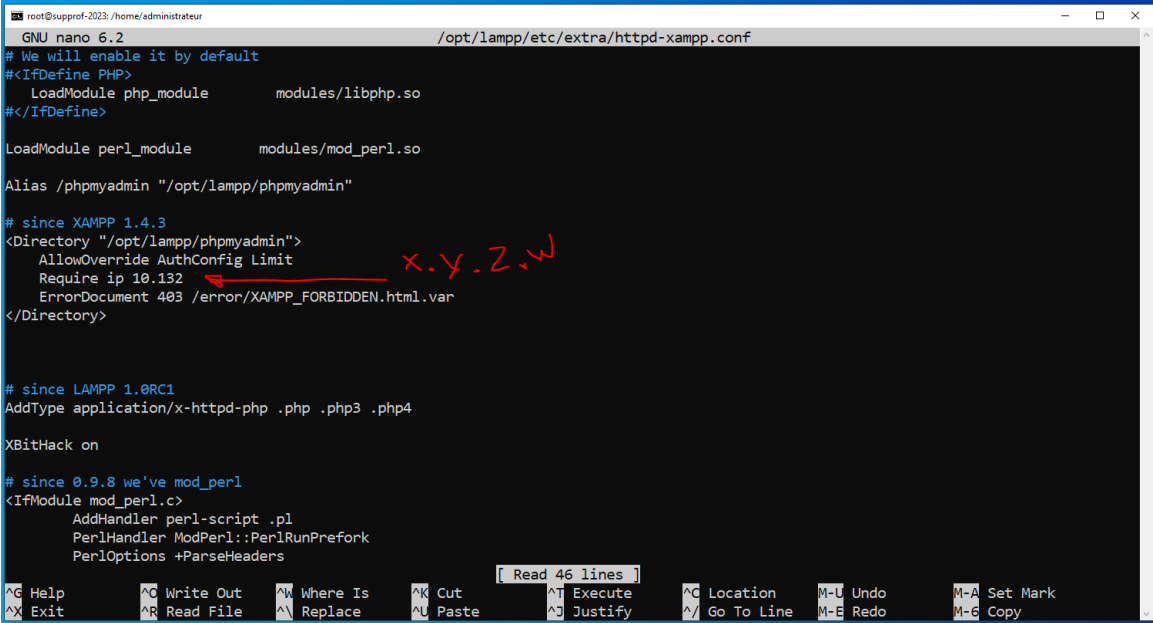 root@supprof-2023: /home/administrateur
GNU nano 6.2 /opt/lampp/etc/extra/httpd-xampp.conf
# We will enable it by default
#<IfDefine PHP>
LoadModule php_module modules/libphp.so
#</IfDefine>
LoadModule perl_module modules/mod_perl.so
Alias /phpmyadmin "/opt/lampp/phpmyadmin"
# since XAMPP 1.4.3
<Directory "/opt/lampp/phpmyadmin">
AllowOverride AuthConfig Limit
x.y.z.w
Require ip 10.132
ErrorDocument 403 /error/XAMPP_FORBIDDEN.html.var
</Directory>
# since LAMPP 1.0RC1
AddType application/x-httpd-php .php .php3 .php4
XBitHack on
# since 0.9.8 we've mod_perl
<IfModule mod_perl.c>
AddHandler perl-script .pl
PerlHandler ModPerl::PerlRunPrefork
PerlOptions +ParseHeaders
[ Read 46 lines ]
^G Help ^O Write Out ^W Where Is ^K Cut ^T Execute ^C Location M-U Undo M-A Set Mark
^X Exit ^R Read File ^\ Replace ^U Paste ^J Justify ^/ Go To Line M-E Redo M-6 Copy